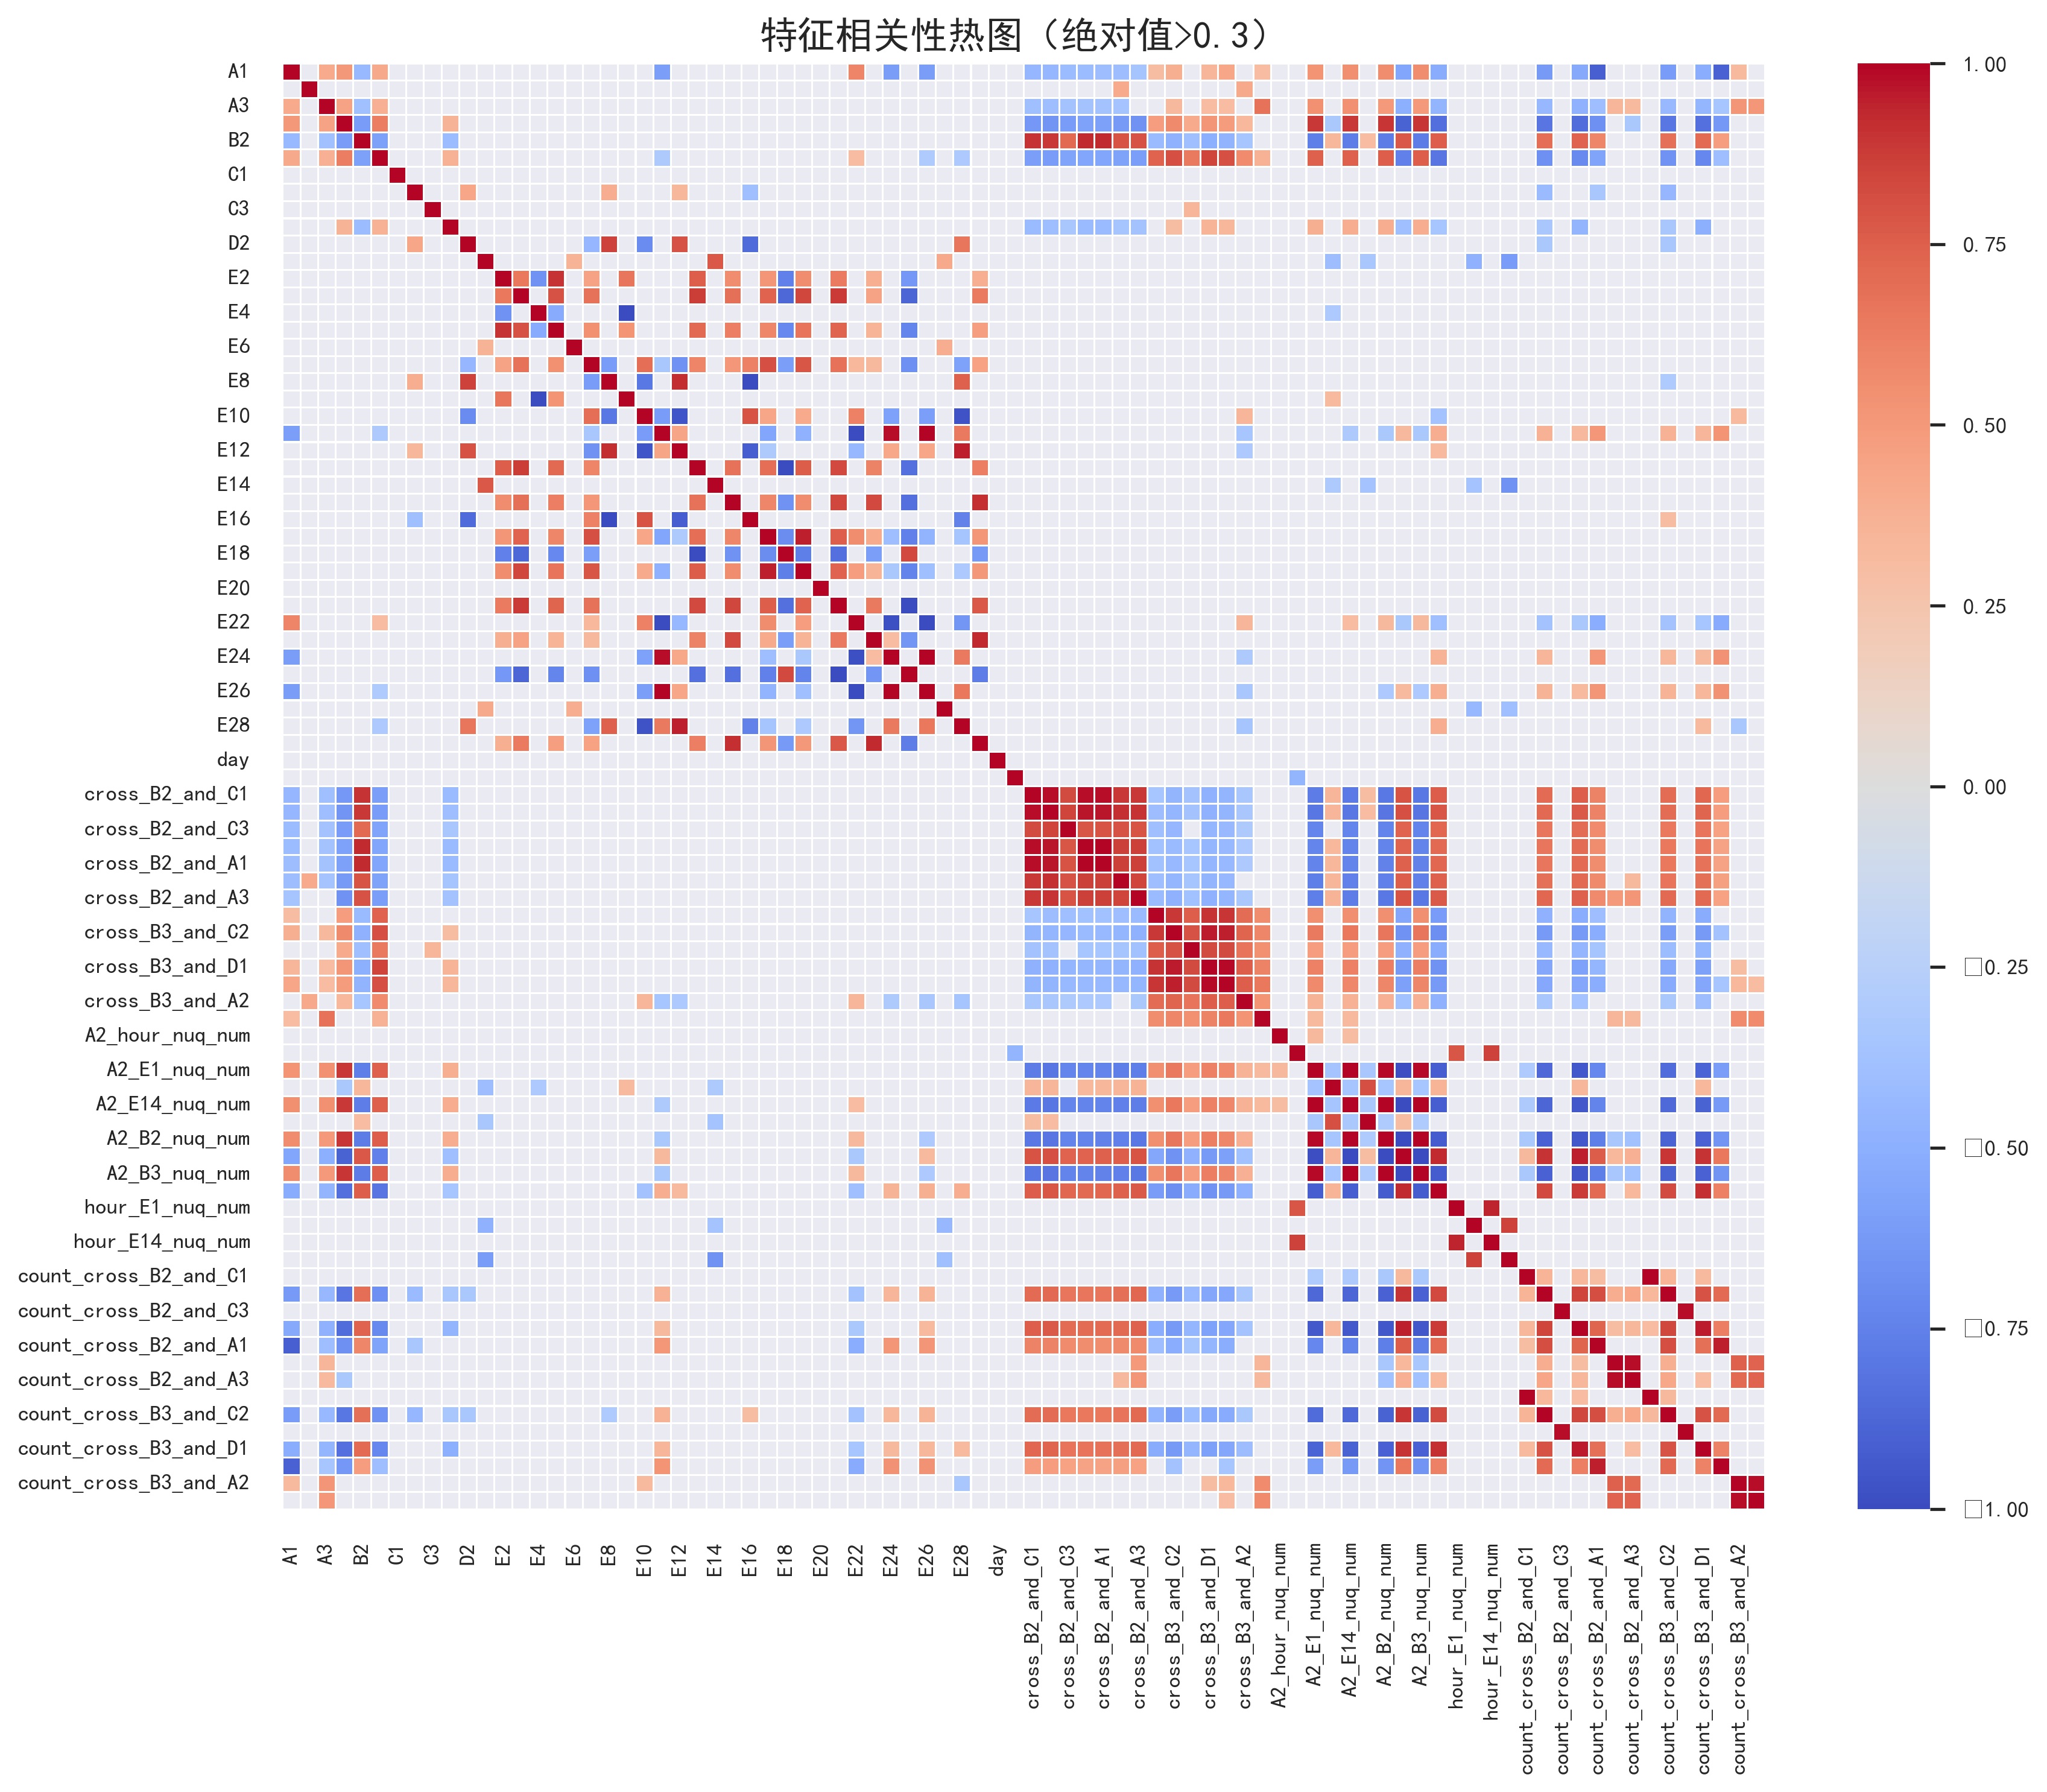 特征相关性热图（绝对值>0.3）
A1
A3
B2
C1
C3
D2
E2
E4
E6
E8
E10
E12
E14
E16
E18
E20
E22
E24
E26
E28
day
cross_B2_and_C1
cross_B2_and_C3
cross_B2_and_A1
cross_B2_and_A3
cross_B3_and_C2
cross_B3_and_D1
cross_B3_and_A2
A2_hour_nuq_num
A2_E1_nuq_num
A2_E14_nuq_num
A2_B2_nuq_num
A2_B3_nuq_num
hour_E1_nuq_num
hour_E14_nuq_num
count_cross_B2_and_C1
count_cross_B2_and_C3
count_cross_B2_and_A1
count_cross_B2_and_A3
count_cross_B3_and_C2
count_cross_B3_and_D1
count_cross_B3_and_A2
A1
A3
B2
C1
C3
D2
E2
E4
E6
E8
E10
E12
E14
E16
E18
E20
E22
E24
E26
E28
day
cross_B2_and_C1
cross_B2_and_C3
cross_B2_and_A1
cross_B2_and_A3
cross_B3_and_C2
cross_B3_and_D1
cross_B3_and_A2
A2_hour_nuq_num
A2_E1_nuq_num
A2_E14_nuq_num
A2_B2_nuq_num
A2_B3_nuq_num
hour_E1_nuq_num
hour_E14_nuq_num
count_cross_B2_and_C1
count_cross_B2_and_C3
count_cross_B2_and_A1
count_cross_B2_and_A3
count_cross_B3_and_C2
count_cross_B3_and_D1
count_cross_B3_and_A2
1.00
0.75
0.50
0.25
0.00
□0.25
□0.50
□0.75
□1.00